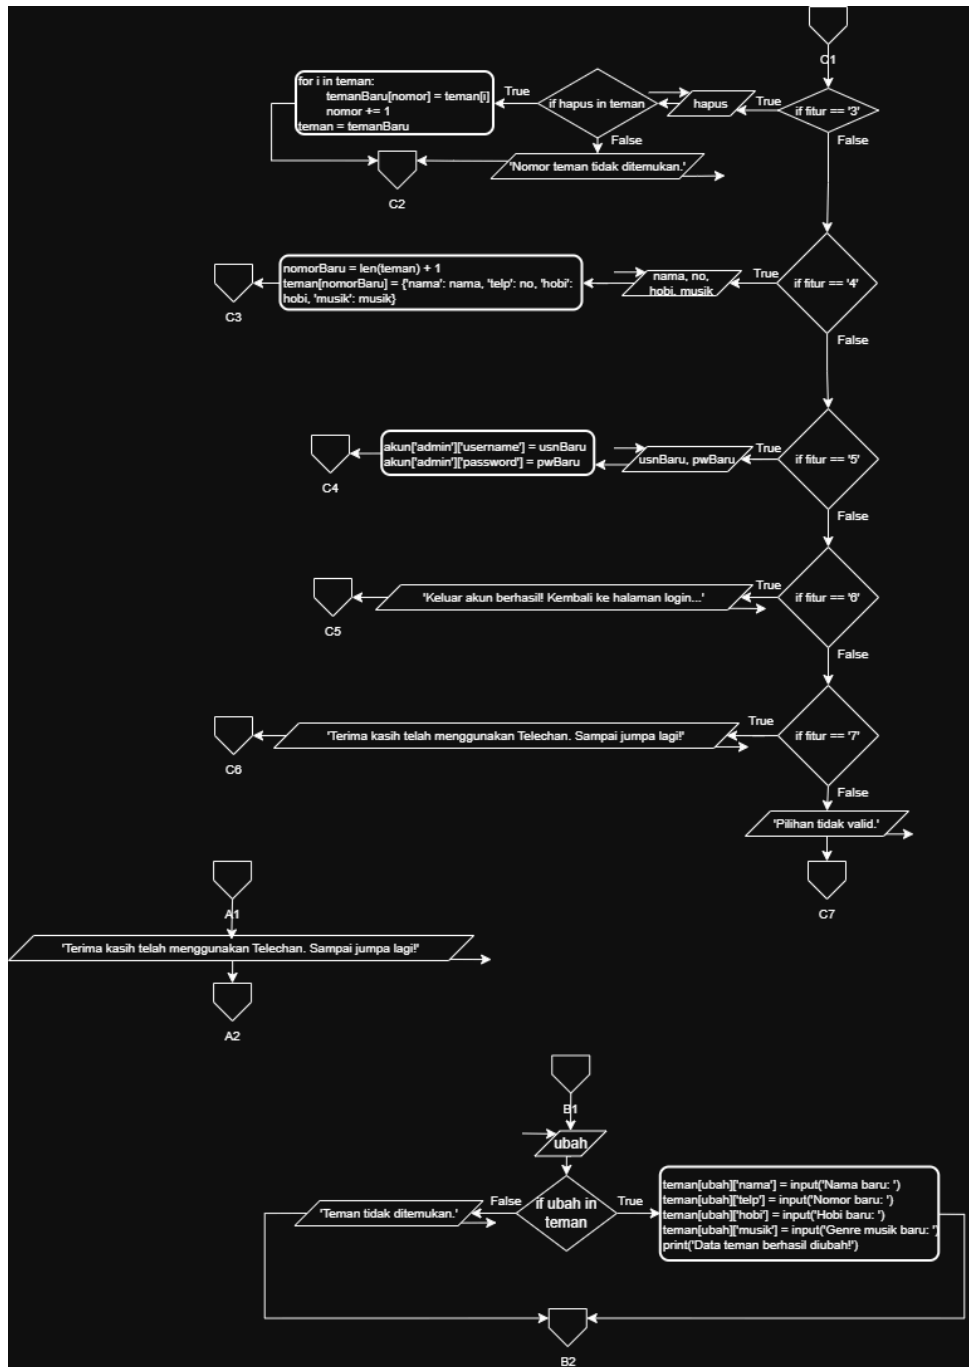 C1
for i in teman:
temanBaru[nomor] = teman[i]
nomor += 1
teman = temanBaru
True
if hapus in teman
hapus
True
if fitur == '3'
False
False
'Nomor teman tidak ditemukan.'
C2
nomorBaru = len(teman) + 1
teman[nomorBaru] = {'nama': nama, 'telp': no, 'hobi':
hobi, 'musik': musik}
nama, no,
hobi, musik
True
if fitur == '4'
C3
False
akun['admin']['username'] = usnBaru
akun['admin']['password'] = pwBaru
usnBaru, pwBaru
True
if fitur == '5'
C4
False
'Keluar akun berhasil! Kembali ke halaman login...'
True
if fitur == '6'
C5
False
'Terima kasih telah menggunakan Telechan. Sampai jumpa lagi!'
True
if fitur == '7'
C6
False
'Pilihan tidak valid.'
C7
A1
'Terima kasih telah menggunakan Telechan. Sampai jumpa lagi!'
A2
B1
ubah
'Teman tidak ditemukan.'
False
if ubah in
teman
True
teman[ubah]['nama'] = input('Nama baru: ')
teman[ubah]['telp'] = input('Nomor baru: ')
teman[ubah]['hobi'] = input('Hobi baru: ')
teman[ubah]['musik'] = input('Genre musik baru: ')
print('Data teman berhasil diubah!')
B2